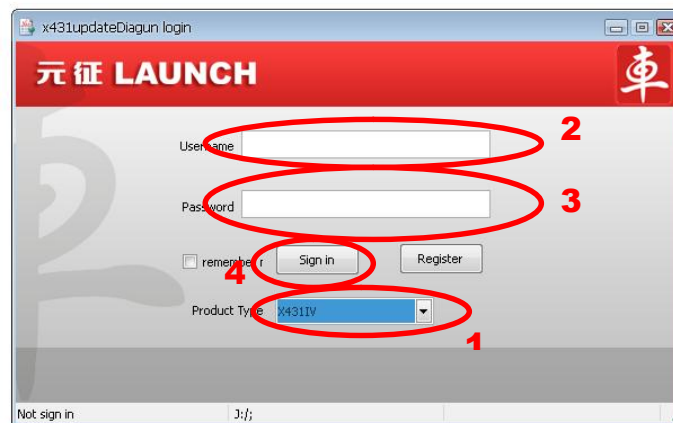 x431updateDiagun login
元征 LAUNCH
車
Username
2
Password
3
remember
4
Sign in
Register
Product Type
X431IV
1
Not sign in
J:/;